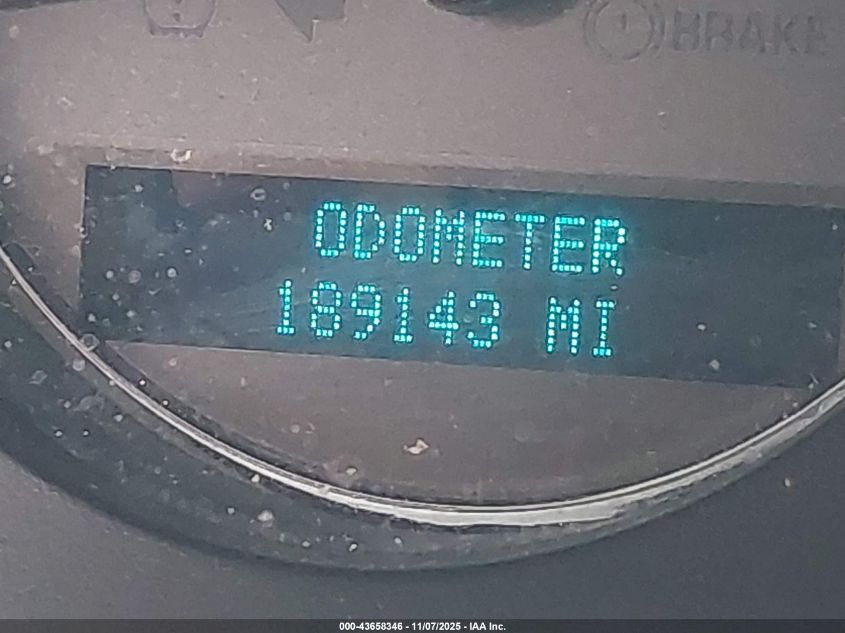 BRAKE
ODOMETER
189143 MI
000-43658346 - 11/07/2025 - IAA Inc.